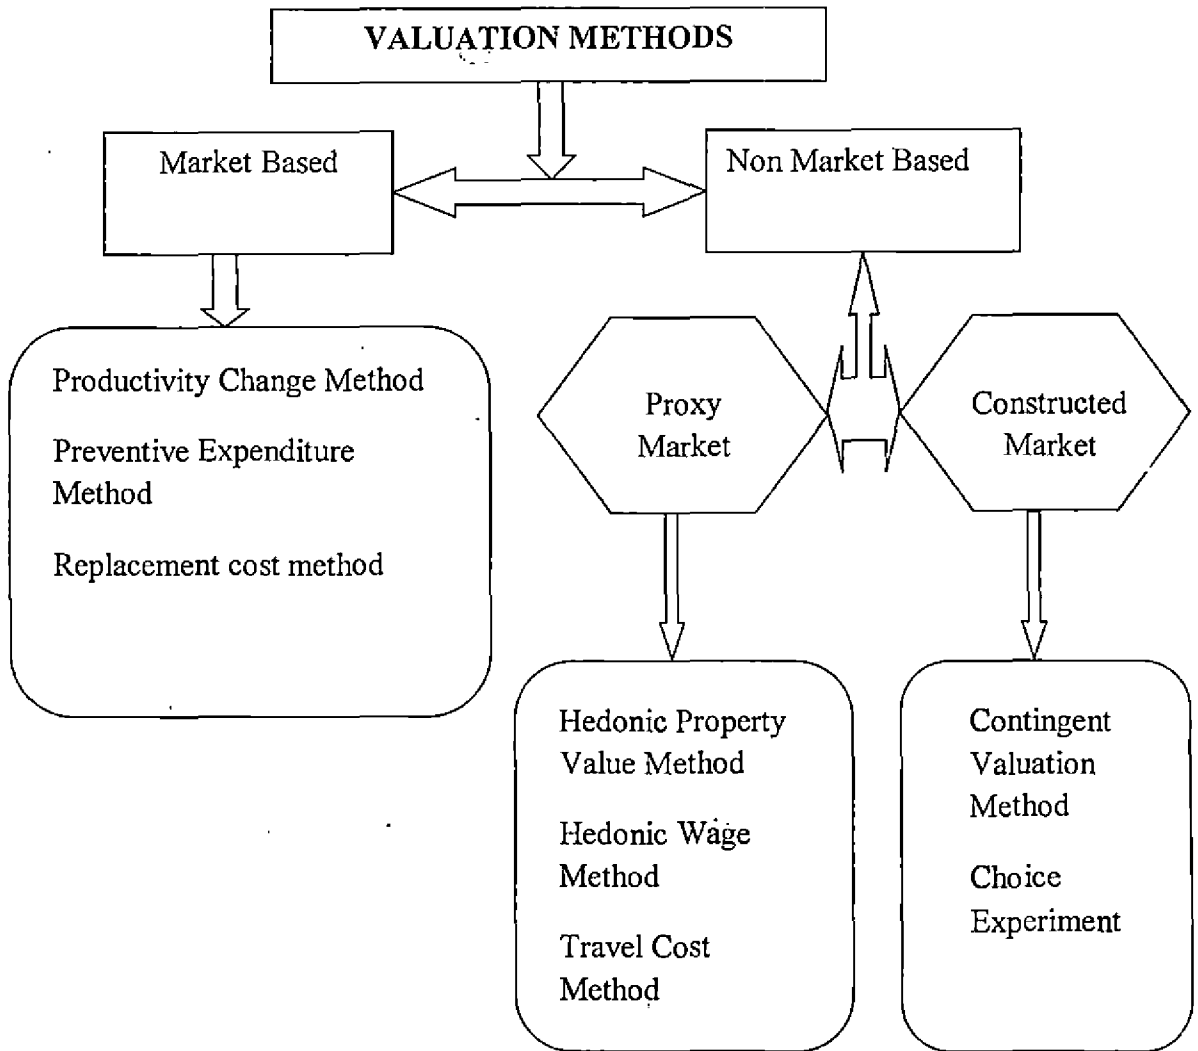 VALUATION METHODS
Market Based
Non Market Based
Productivity Change Method
Preventive Expenditure
Method
Replacement cost method
Proxy
Market
Constructed
Market
Hedonic Property
Value Method
Hedonic Wage
Method
Travel Cost
Method
Contingent
Valuation
Method
Choice
Experiment